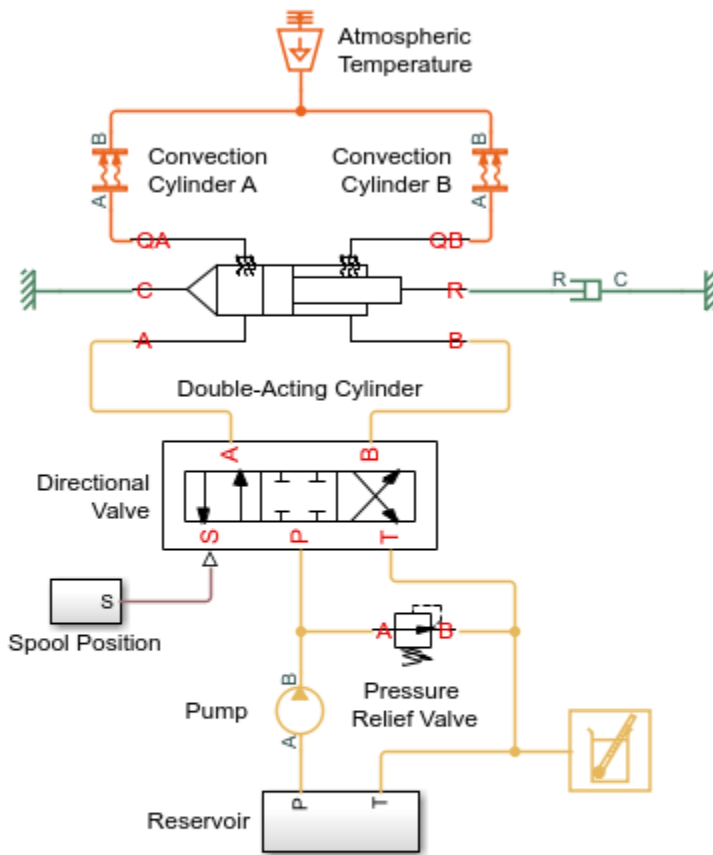 Atmospheric
Temperature
B
B
Convection
Cylinder A
Convection
Cylinder B
A
A
QA
QB
C
R
R
C
A
B
Double-Acting Cylinder
A
B
Directional
Valve
S
P
T
S
Spool Position
A
B
B
Pump
A
Pressure
Relief Valve
P
T
Reservoir